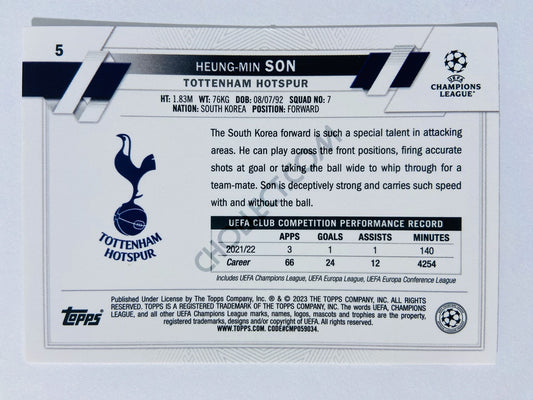 5
HEUNG-MIN SON
TOTTENHAM HOTSPUR
HT: 1.83M WT: 76KG DOB: 08/07/92 SQUAD NO: 7
NATION: SOUTH KOREA POSITION: FORWARD
UEFA
CHAMPIONS
LEAGUE®
The South Korea forward is such a special talent in attacking
areas. He can play across the front positions, firing accurate
shots at goal or taking the ball wide to whip through for a
team-mate. Son is deceptively strong and carries such speed
with and without the ball.
TOTTENHAM
HOTSPUR
UEFA CLUB COMPETITION PERFORMANCE RECORD
APPS GOALS ASSISTS MINUTES
2021/22 3 1 1 140
Career 66 24 12 4254
Includes UEFA Champions League, UEFA Europa League, UEFA Europa Conference League
CHOLLECT.COM
topps®
Published Under License by The Topps Company, Inc. ® & © 2023 THE TOPPS COMPANY, INC. ALL RIGHTS
RESERVED. TOPPS IS A REGISTERED TRADEMARK OF THE TOPPS COMPANY, INC. The words UEFA, CHAMPIONS
LEAGUE, and all other UEFA Champions League marks, names, logos, mascots and trophies are the property,
registered trademarks, designs and/or copyright of UEFA. All rights reserved.
WWW.TOPPS.COM. CODE#CMP059034.